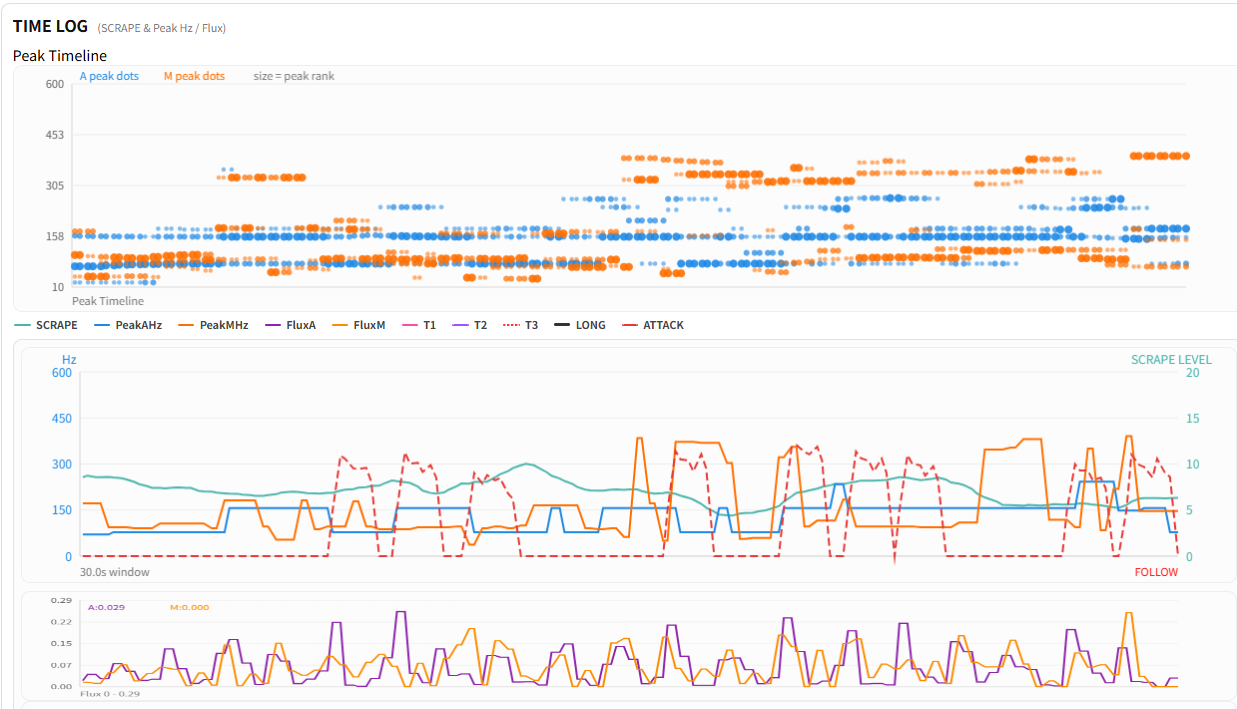 TIME LOG (SCRAPE & Peak Hz / Flux)
Peak Timeline
A peak dots M peak dots size = peak rank
600
453
305
158
10
Peak Timeline
SCRAPE PeakAHz PeakMHz FluxA FluxM T1 T2 T3 LONG ATTACK
Hz SCRAPE LEVEL
600 20
450 15
300 10
150 5
0 0
30.0s window FOLLOW
0.29 A:0.029 M:0.000
0.22
0.15
0.07
0.00
Flux 0 - 0.29